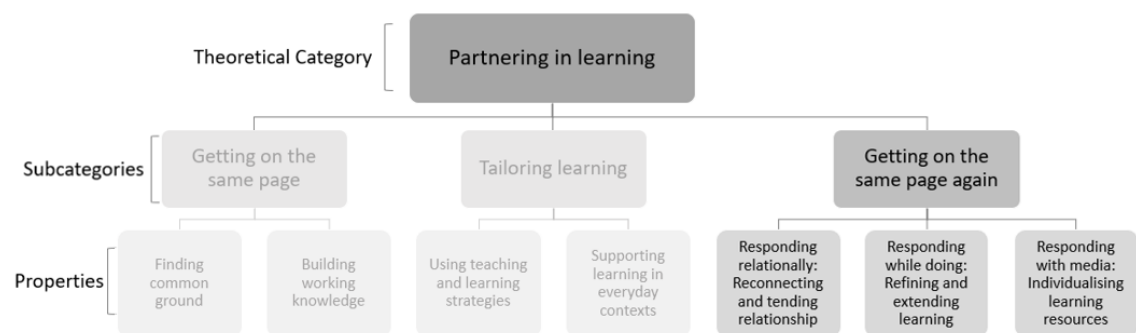 Theoretical Category
Partnering in learning
Subcategories
Getting on the
same page
Tailoring learning
Getting on the
same page again
Properties
Finding
common
ground
Building
working
knowledge
Using teaching
and learning
strategies
Supporting
learning in
everyday
contexts
Responding
relationally:
Reconnecting
and tending
relationship
Responding
while doing:
Refining and
extending
learning
Responding
with media:
Individualising
learning
resources